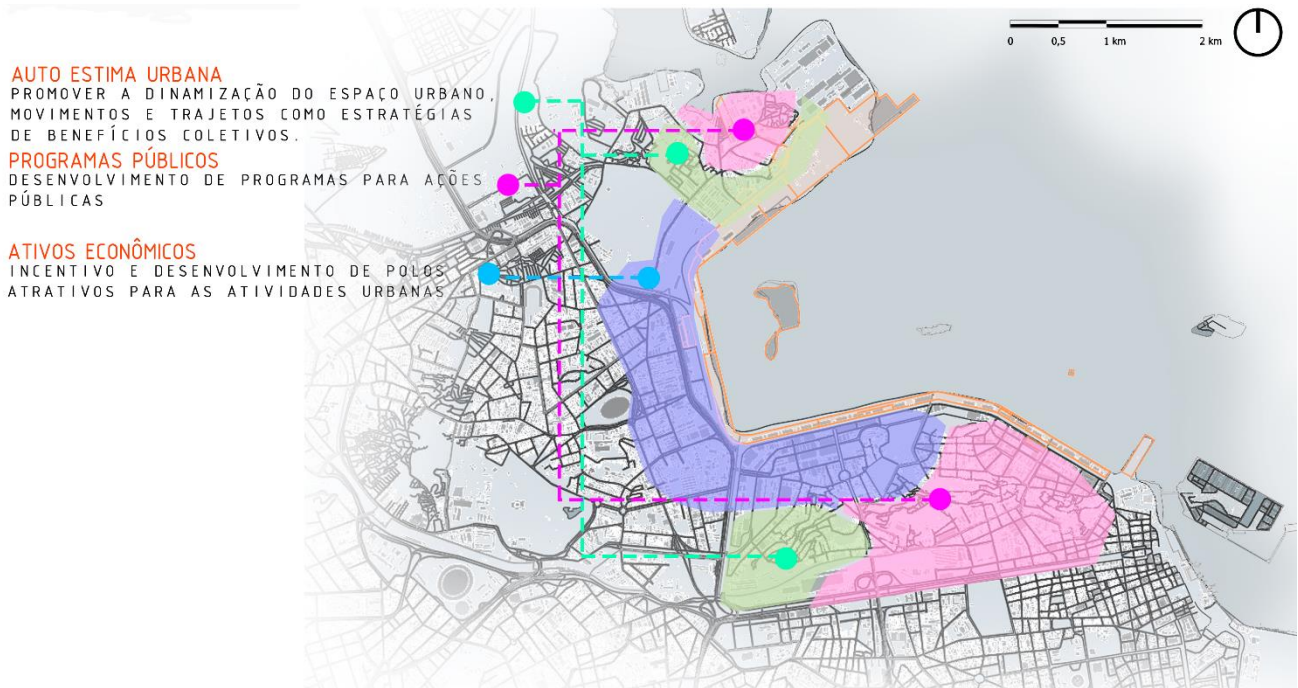 AUTO ESTIMA URBANA
PROMOVER A DINAMIZAÇÃO DO ESPAÇO URBANO,
MOVIMENTOS E TRAJETOS COMO ESTRATÉGIAS
DE BENEFÍCIOS COLETIVOS.
PROGRAMAS PÚBLICOS
DESENVOLVIMENTO DE PROGRAMAS PARA AÇÕES
PÚBLICAS
ATIVOS ECONÔMICOS
INCENTIVO E DESENVOLVIMENTO DE POLOS
ATRATIVOS PARA AS ATIVIDADES URBANAS
0 0,5 1 km 2 km